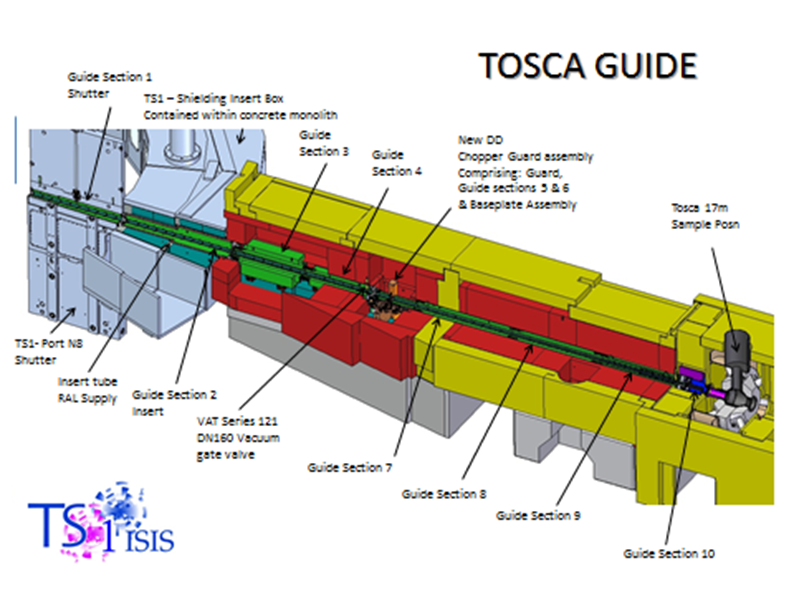 TOSCA GUIDE
Guide Section 1
Shutter
TS1 – Shielding Insert Box
Contained within concrete monolith
Guide
Section 3
Guide
Section 4
New DD
Chopper Guard assembly
Comprising: Guard,
Guide sections 5 & 6
& Baseplate Assembly
Tosca 17m
Sample Posn
TS1- Port N8
Shutter
Insert tube
RAL Supply
Guide Section 2
Insert
VAT Series 121
DN160 Vacuum
gate valve
Guide Section 7
Guide Section 8
Guide Section 9
Guide Section 10
TS1 ISIS